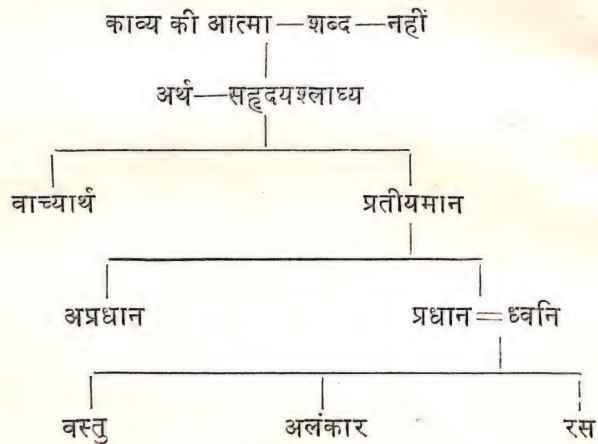 काव्य की आत्मा—शब्द—नहीं
अर्थ—सहृदयश्लाघ्य
वाच्यार्थ प्रतीयमान
अप्रधान प्रधान=ध्वनि
वस्तु अलंकार रस